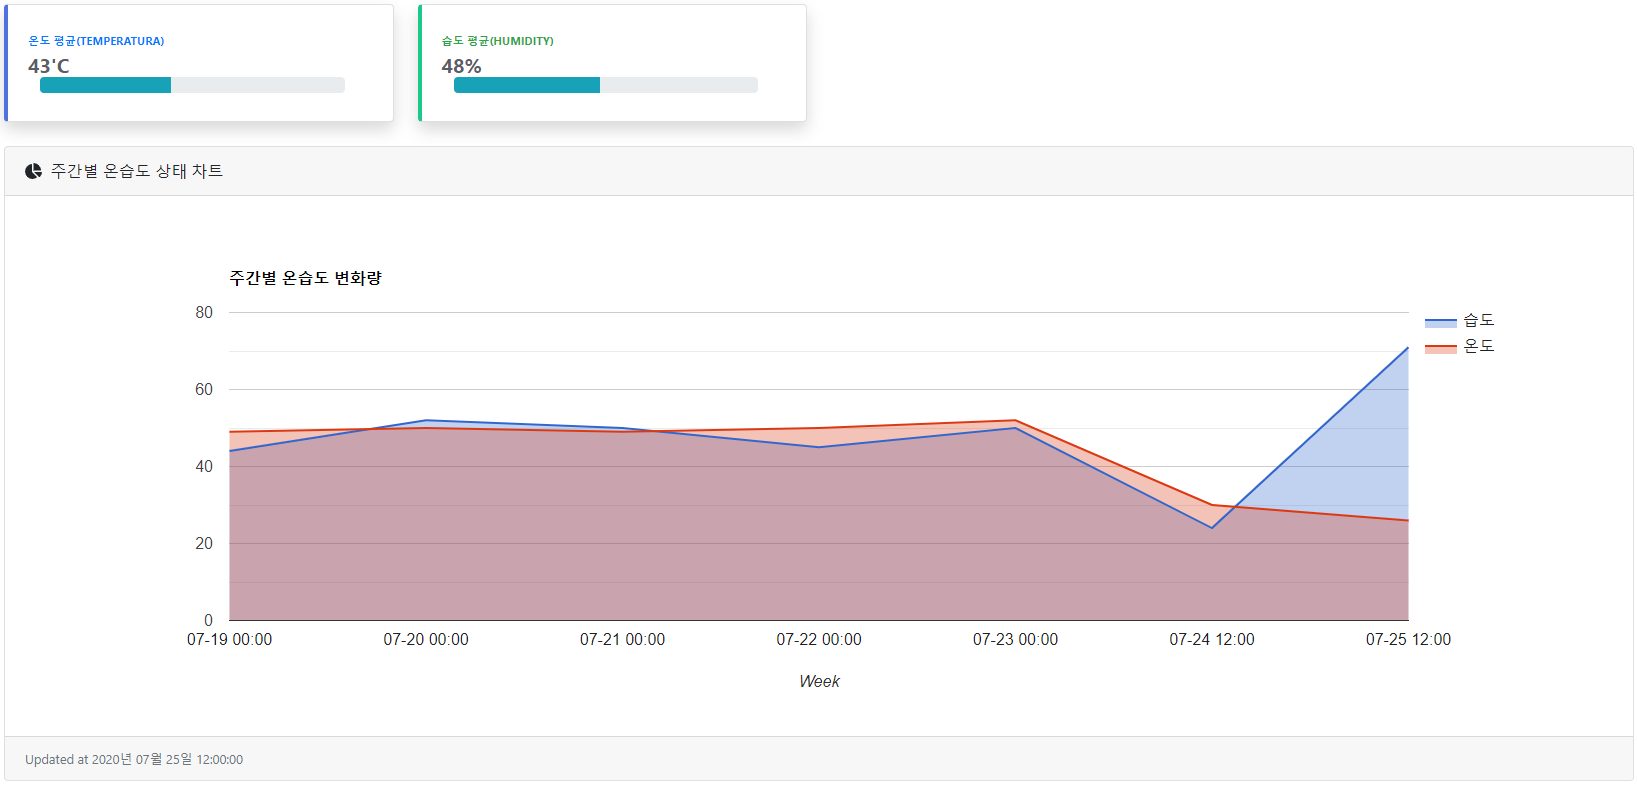 온도 평균(TEMPERATURA)
43'C
습도 평균(HUMIDITY)
48%
주간별 온습도 상태 차트
주간별 온습도 변화량
80
60
40
20
0
습도
온도
07-19 00:00 07-20 00:00 07-21 00:00 07-22 00:00 07-23 00:00 07-24 12:00 07-25 12:00
Week
Updated at 2020년 07월 25일 12:00:00